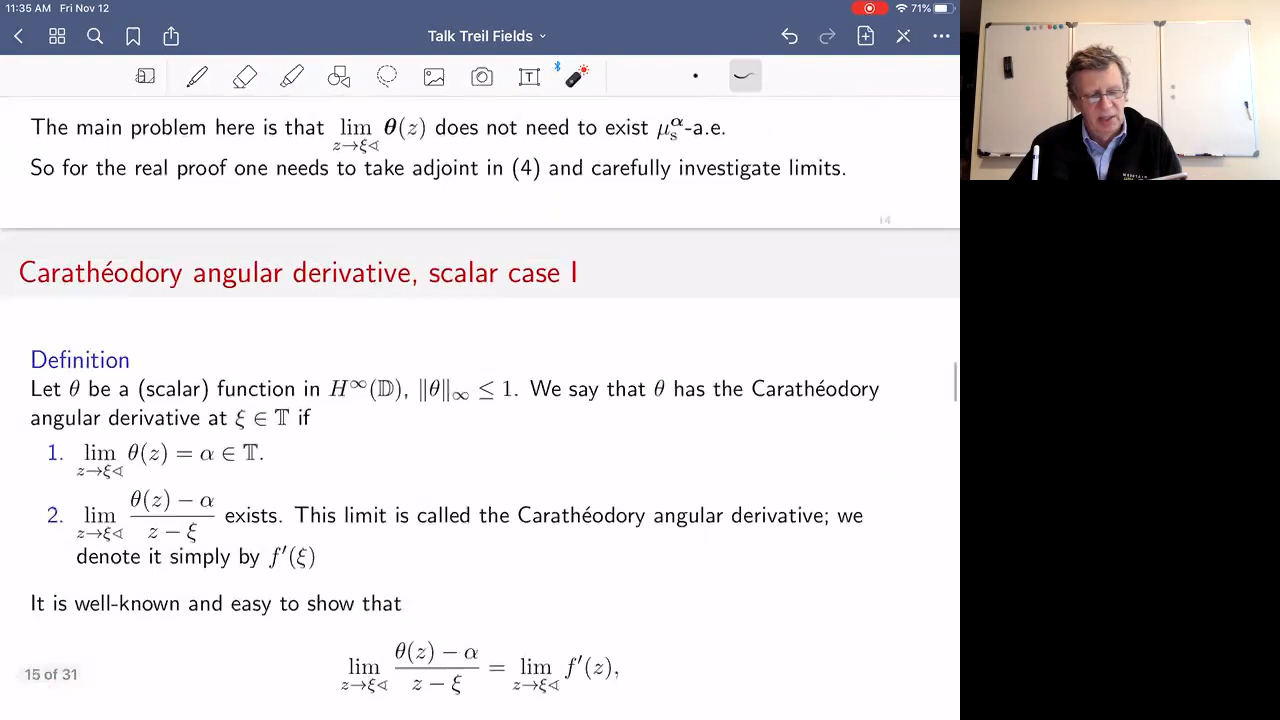 11:35 AM Fri Nov 12
71%
Talk Treil Fields
T
The main problem here is that lim_{z→ξ∢} θ(z) does not need to exist μ_s^α-a.e.
So for the real proof one needs to take adjoint in (4) and carefully investigate limits.
14
Carathéodory angular derivative, scalar case I
Definition
Let θ be a (scalar) function in H^∞(𝔻), ‖θ‖_∞ ≤ 1. We say that θ has the Carathéodory
angular derivative at ξ ∈ 𝕋 if
1. lim_{z→ξ∢} θ(z) = α ∈ 𝕋.
2. lim_{z→ξ∢} (θ(z) − α)/(z − ξ) exists. This limit is called the Carathéodory angular derivative; we
denote it simply by f′(ξ)
It is well-known and easy to show that
lim_{z→ξ∢} (θ(z) − α)/(z − ξ) = lim_{z→ξ∢} f′(z),
15 of 31